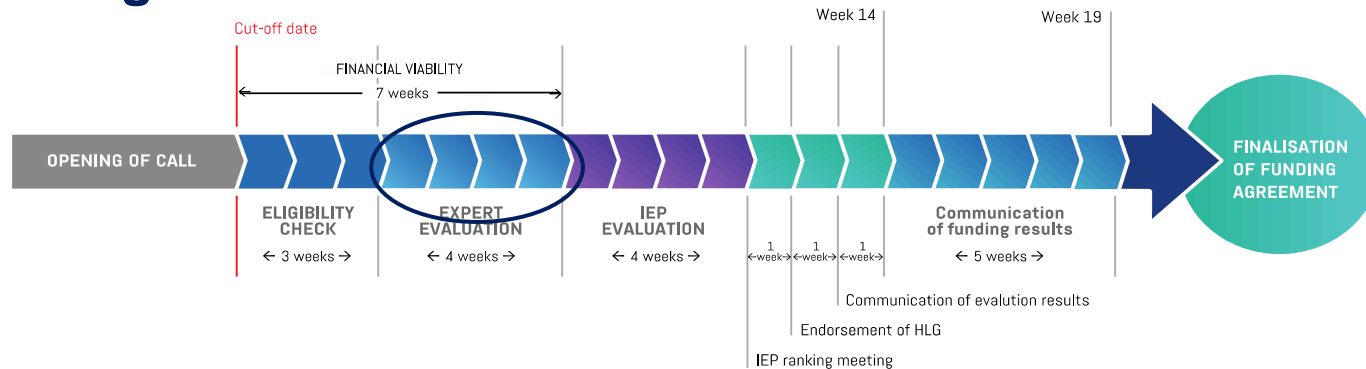 Week 14
Week 19
Cut-off date
FINANCIAL VIABILITY
7 weeks
OPENING OF CALL
FINALISATION
OF FUNDING
AGREEMENT
ELIGIBILITY
CHECK
← 3 weeks →
EXPERT
EVALUATION
← 4 weeks →
IEP
EVALUATION
← 4 weeks →
1
week
1
week
1
week
Communication
of funding results
← 5 weeks →
Communication of evalution results
Endorsement of HLG
IEP ranking meeting